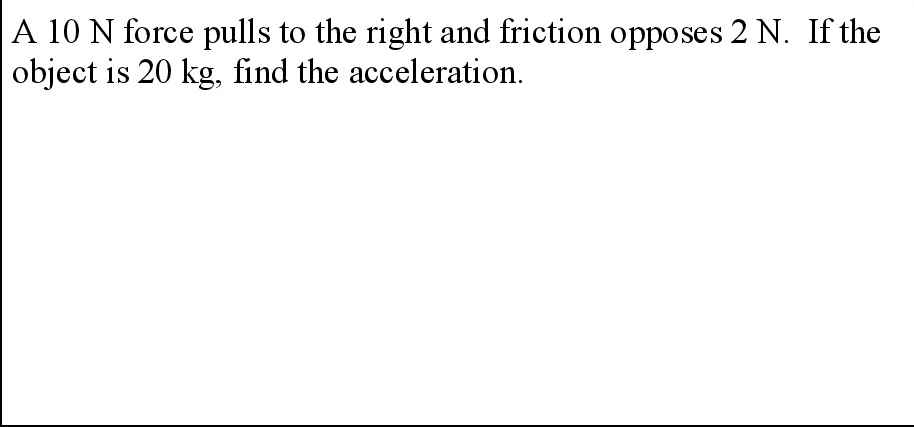 A 10 N force pulls to the right and friction opposes 2 N.  If the
object is 20 kg, find the acceleration.